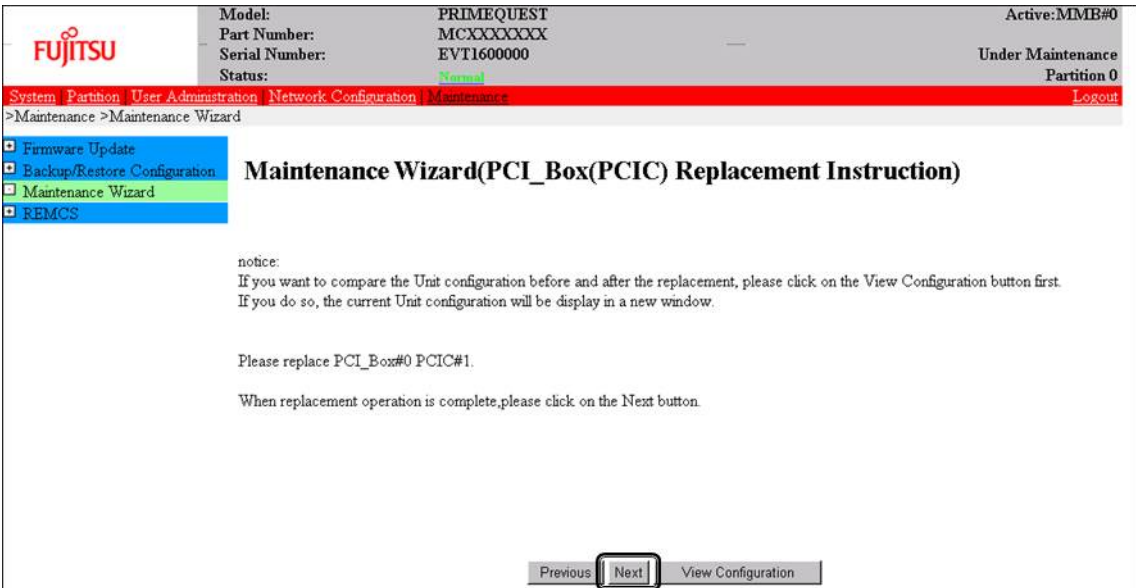 FUJITSU
Model: PRIMEQUEST Active:MMB#0
Part Number: MCXXXXXXX
Serial Number: EVT1600000 Under Maintenance
Status: Normal Partition 0
System | Partition | User Administration | Network Configuration | Maintenance Logout
>Maintenance >Maintenance Wizard
Firmware Update
Backup/Restore Configuration
Maintenance Wizard
REMCS
Maintenance Wizard(PCI_Box(PCIC) Replacement Instruction)
notice:
If you want to compare the Unit configuration before and after the replacement, please click on the View Configuration button first.
If you do so, the current Unit configuration will be display in a new window.
Please replace PCI_Box#0 PCIC#1.
When replacement operation is complete,please click on the Next button.
Previous Next View Configuration